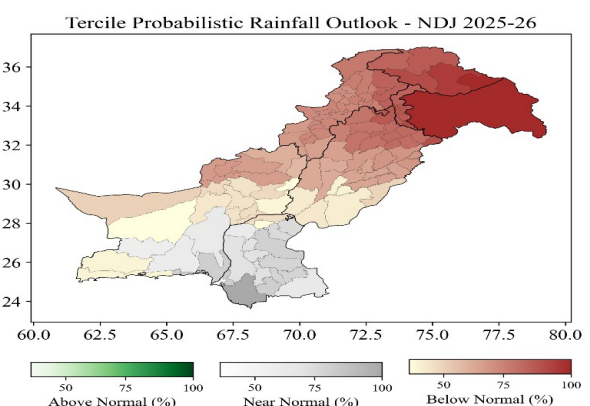 Tercile Probabilistic Rainfall Outlook - NDJ 2025-26
36
34
32
30
28
26
24
60.0 62.5 65.0 67.5 70.0 72.5 75.0 77.5 80.0
50 75 100 50 75 100 50 75 100
Above Normal (%) Near Normal (%) Below Normal (%)